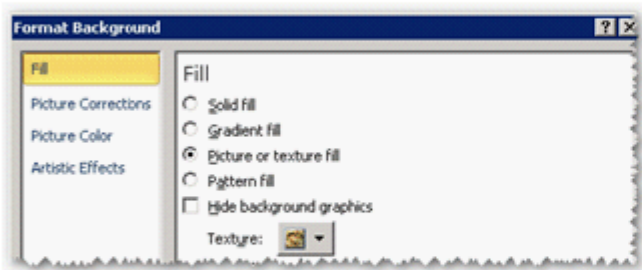 Format Background
Fill
Picture Corrections
Picture Color
Artistic Effects
Fill
Solid fill
Gradient fill
Picture or texture fill
Pattern fill
Hide background graphics
Texture: